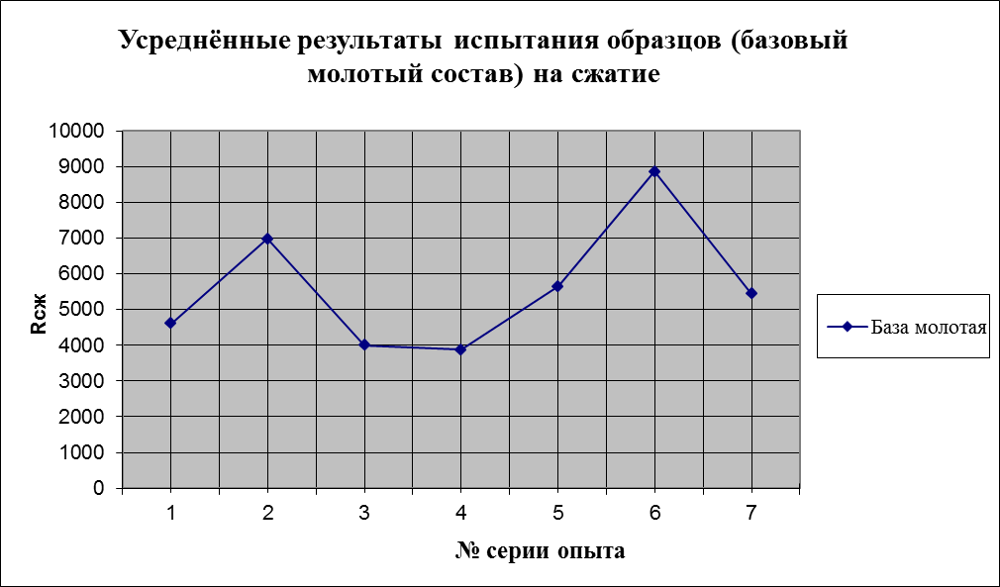 Усреднённые результаты испытания образцов (базовый
молотый состав) на сжатие
10000
9000
8000
7000
6000
5000
4000
3000
2000
1000
0
Rсж
1 2 3 4 5 6 7
№ серии опыта
База молотая